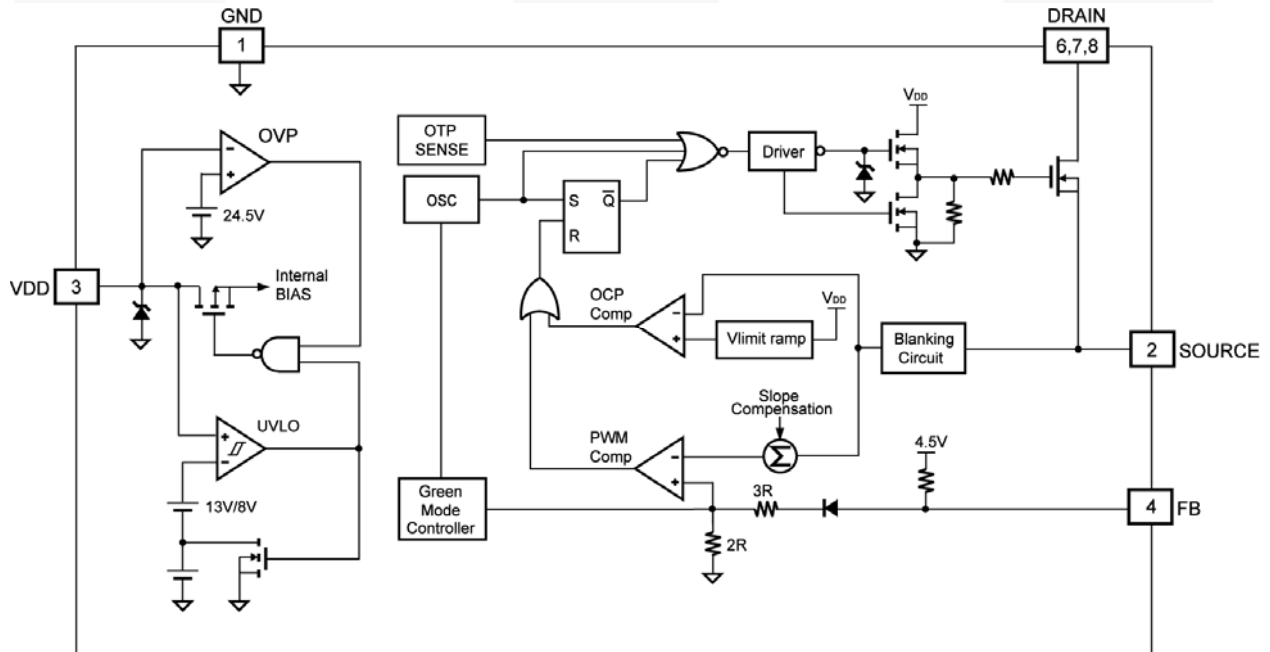 GND
1
DRAIN
6,7,8
OVP
24.5V
VDD
3
Internal
BIAS
UVLO
13V/8V
OTP
SENSE
OSC
S
Q̅
R
Driver
VDD
OCP
Comp
VDD
Vlimit ramp
Blanking
Circuit
2
SOURCE
Slope
Compensation
Σ
PWM
Comp
4.5V
Green
Mode
Controller
3R
2R
4
FB